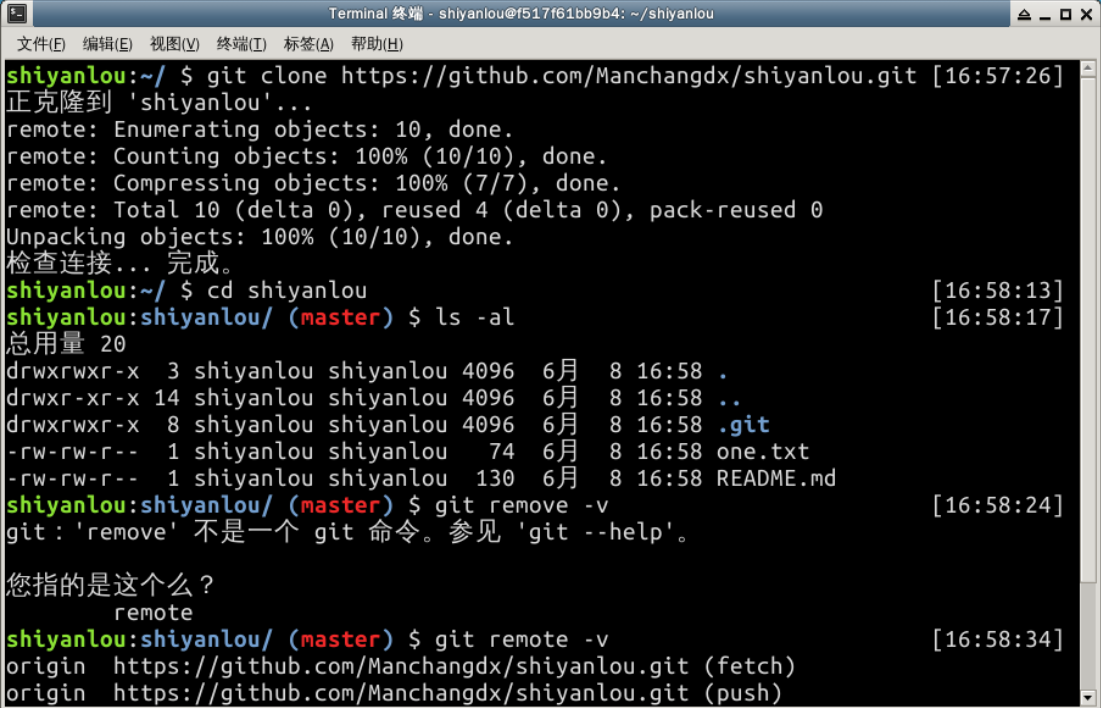 Terminal 终端 - shiyanlou@f517f61bb9b4: ~/shiyanlou
文件(F) 编辑(E) 视图(V) 终端(T) 标签(A) 帮助(H)
shiyanlou:~/ $ git clone https://github.com/Manchangdx/shiyanlou.git [16:57:26]
正克隆到 'shiyanlou'...
remote: Enumerating objects: 10, done.
remote: Counting objects: 100% (10/10), done.
remote: Compressing objects: 100% (7/7), done.
remote: Total 10 (delta 0), reused 4 (delta 0), pack-reused 0
Unpacking objects: 100% (10/10), done.
检查连接... 完成。
shiyanlou:~/ $ cd shiyanlou [16:58:13]
shiyanlou:shiyanlou/ (master) $ ls -al [16:58:17]
总用量 20
drwxrwxr-x 3 shiyanlou shiyanlou 4096 6月 8 16:58 .
drwxr-xr-x 14 shiyanlou shiyanlou 4096 6月 8 16:58 ..
drwxrwxr-x 8 shiyanlou shiyanlou 4096 6月 8 16:58 .git
-rw-rw-r-- 1 shiyanlou shiyanlou 74 6月 8 16:58 one.txt
-rw-rw-r-- 1 shiyanlou shiyanlou 130 6月 8 16:58 README.md
shiyanlou:shiyanlou/ (master) $ git remove -v [16:58:24]
git：'remove' 不是一个 git 命令。参见 'git --help'。
您指的是这个么？
remote
shiyanlou:shiyanlou/ (master) $ git remote -v [16:58:34]
origin https://github.com/Manchangdx/shiyanlou.git (fetch)
origin https://github.com/Manchangdx/shiyanlou.git (push)